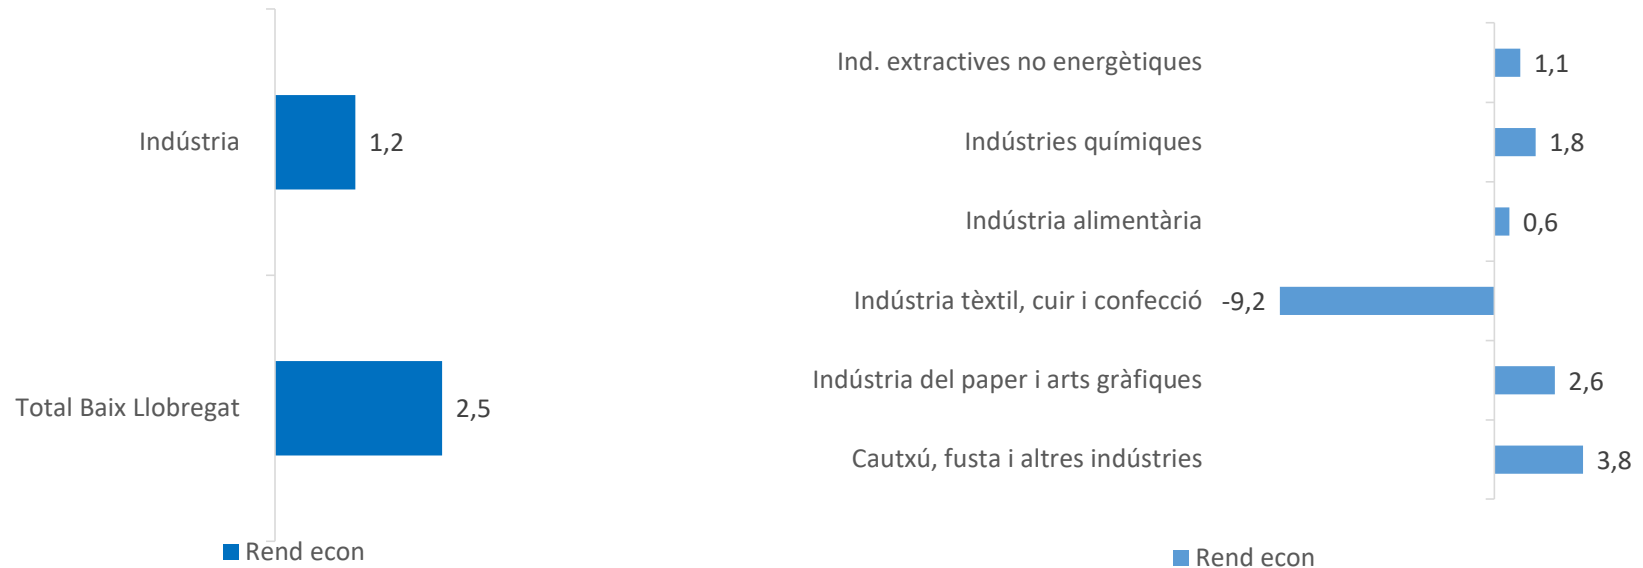 Indústria 1,2
Total Baix Llobregat 2,5
Rend econ
Ind. extractives no energètiques 1,1
Indústries químiques 1,8
Indústria alimentària 0,6
Indústria tèxtil, cuir i confecció -9,2
Indústria del paper i arts gràfiques 2,6
Cautxú, fusta i altres indústries 3,8
Rend econ